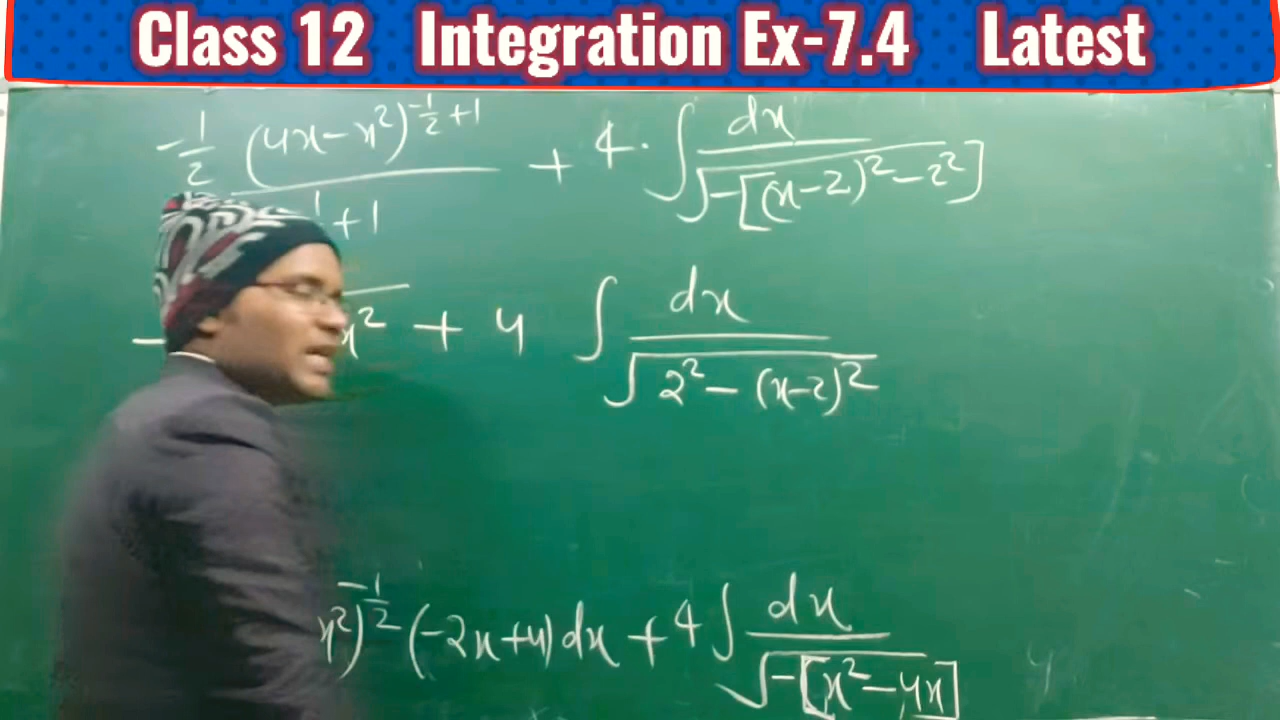 Class 12 Integration Ex-7.4 Latest
-1/2 (4x-x²)^(-1/2+1) / 1+1 + 4. ∫ dx/√-[(x-2)²-2²]
- x² + 4 ∫ dx/√2²-(x-2)²
x²)^(-1/2) (-2x+4)dx + 4∫ dx/√-[x²-4x]